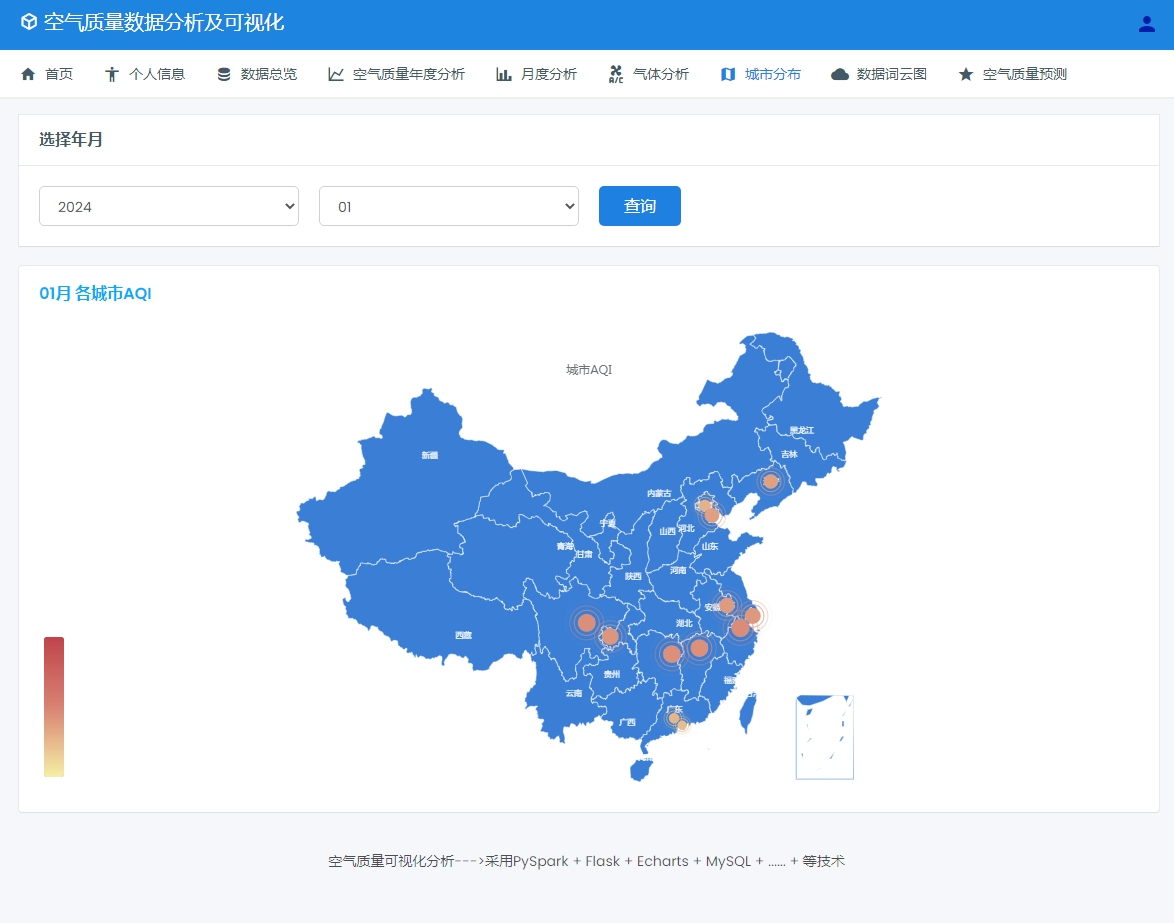 空气质量数据分析及可视化
首页 个人信息 数据总览 空气质量年度分析 月度分析 A/C 气体分析 城市分布 数据词云图 空气质量预测
选择年月
2024 01 查询
01月 各城市AQI
城市AQI
黑龙江
吉林
新疆
内蒙古
宁夏
山西 河北
青海 甘肃
山东
陕西
河南
安徽
湖北
西藏
贵州
云南
广西
广东
空气质量可视化分析--->采用PySpark + Flask + Echarts + MySQL + ...... + 等技术